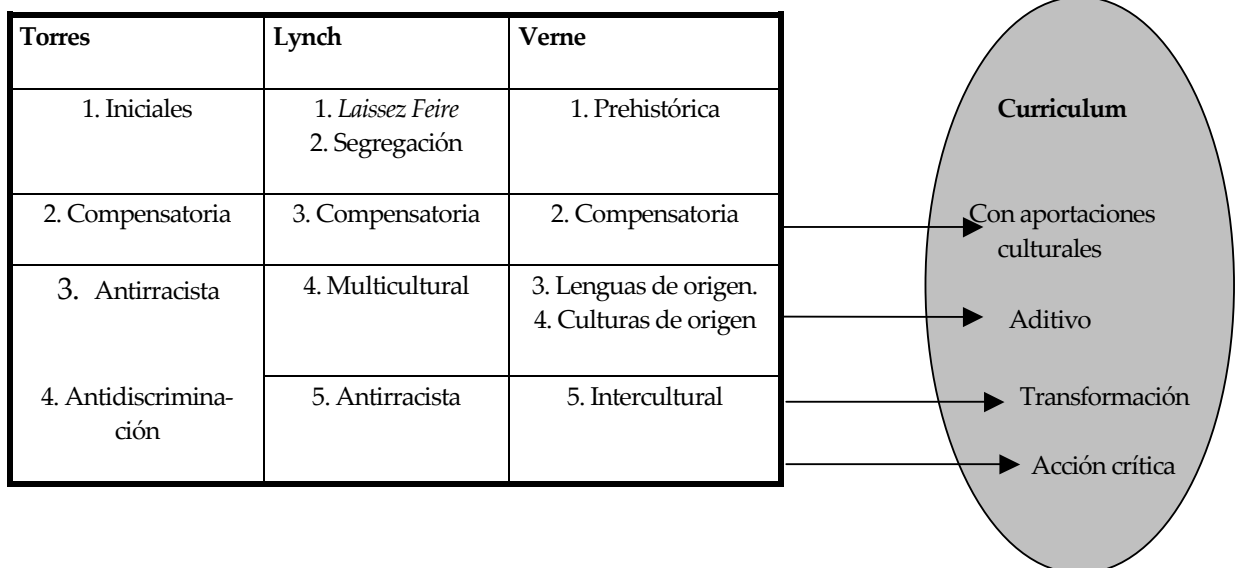 Torres
Lynch
Verne
1. Iniciales
1. Laissez Feire
2. Segregación
1. Prehistórica
2. Compensatoria
3. Compensatoria
2. Compensatoria
3. Antirracista
4. Multicultural
3. Lenguas de origen.
4. Culturas de origen
4. Antidiscrimina-
ción
5. Antirracista
5. Intercultural
Curriculum
Con aportaciones
culturales
Aditivo
Transformación
Acción crítica